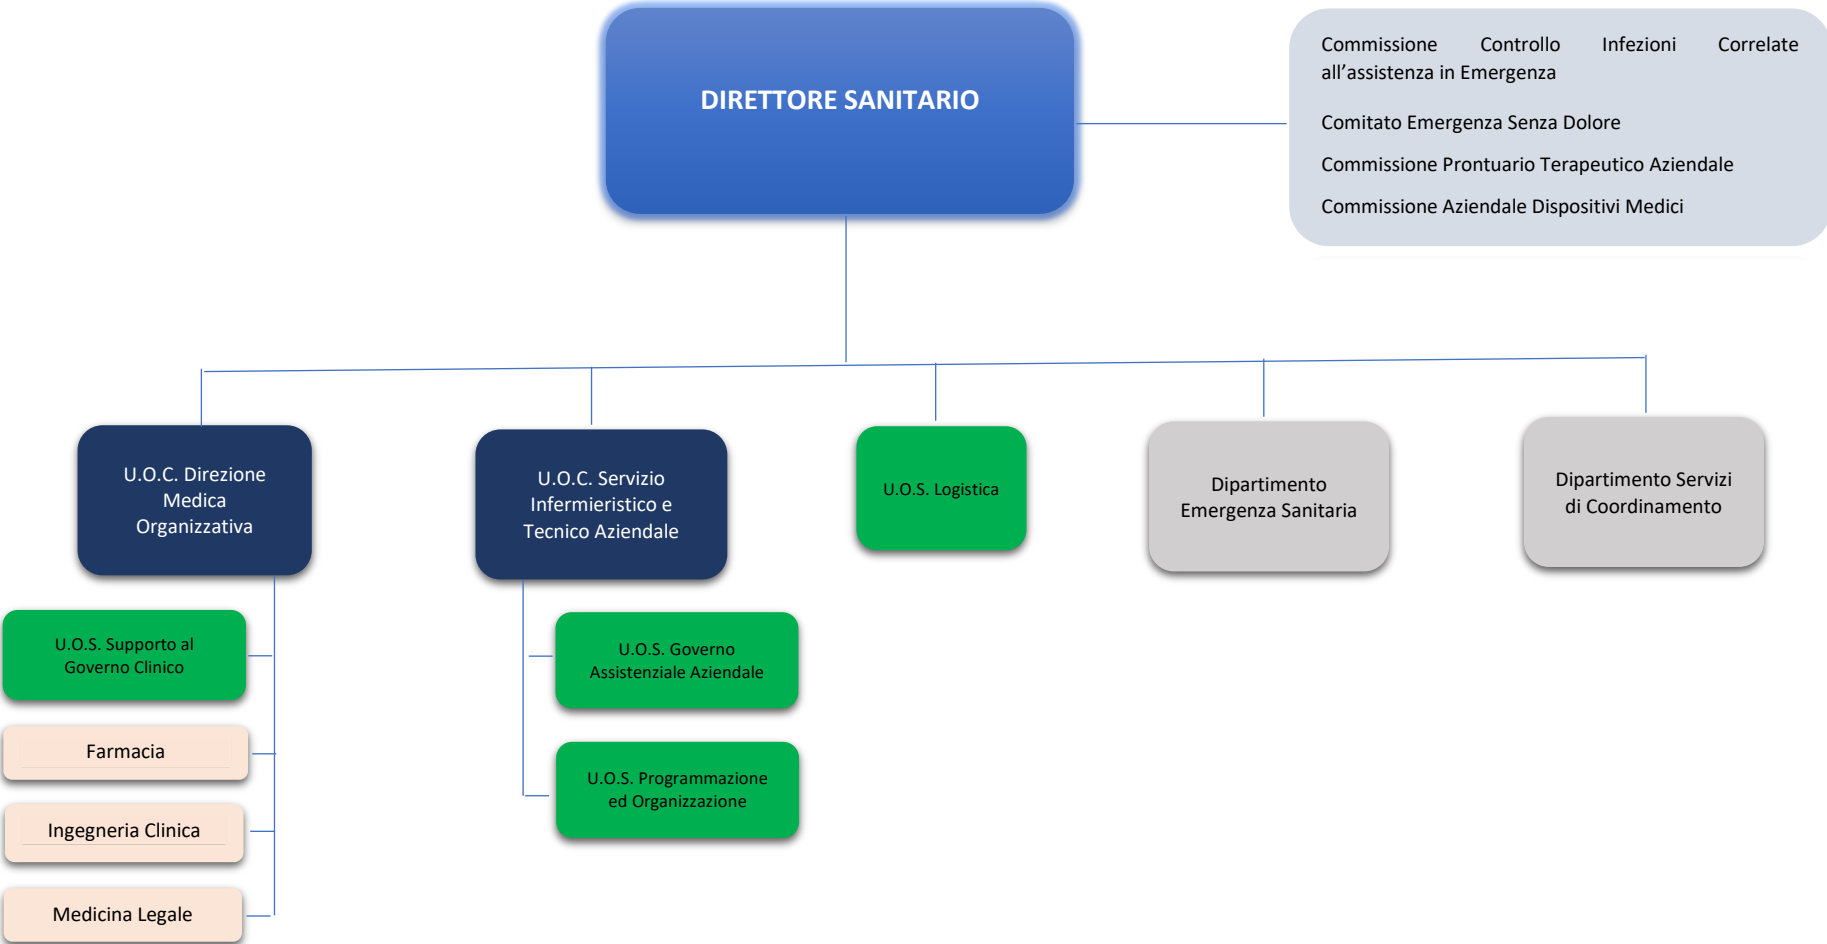 DIRETTORE SANITARIO
Commissione Controllo Infezioni Correlate
all’assistenza in Emergenza
Comitato Emergenza Senza Dolore
Commissione Prontuario Terapeutico Aziendale
Commissione Aziendale Dispositivi Medici
U.O.C. Direzione
Medica
Organizzativa
U.O.C. Servizio
Infermieristico e
Tecnico Aziendale
U.O.S. Logistica
Dipartimento
Emergenza Sanitaria
Dipartimento Servizi
di Coordinamento
U.O.S. Supporto al
Governo Clinico
Farmacia
Ingegneria Clinica
Medicina Legale
U.O.S. Governo
Assistenziale Aziendale
U.O.S. Programmazione
ed Organizzazione